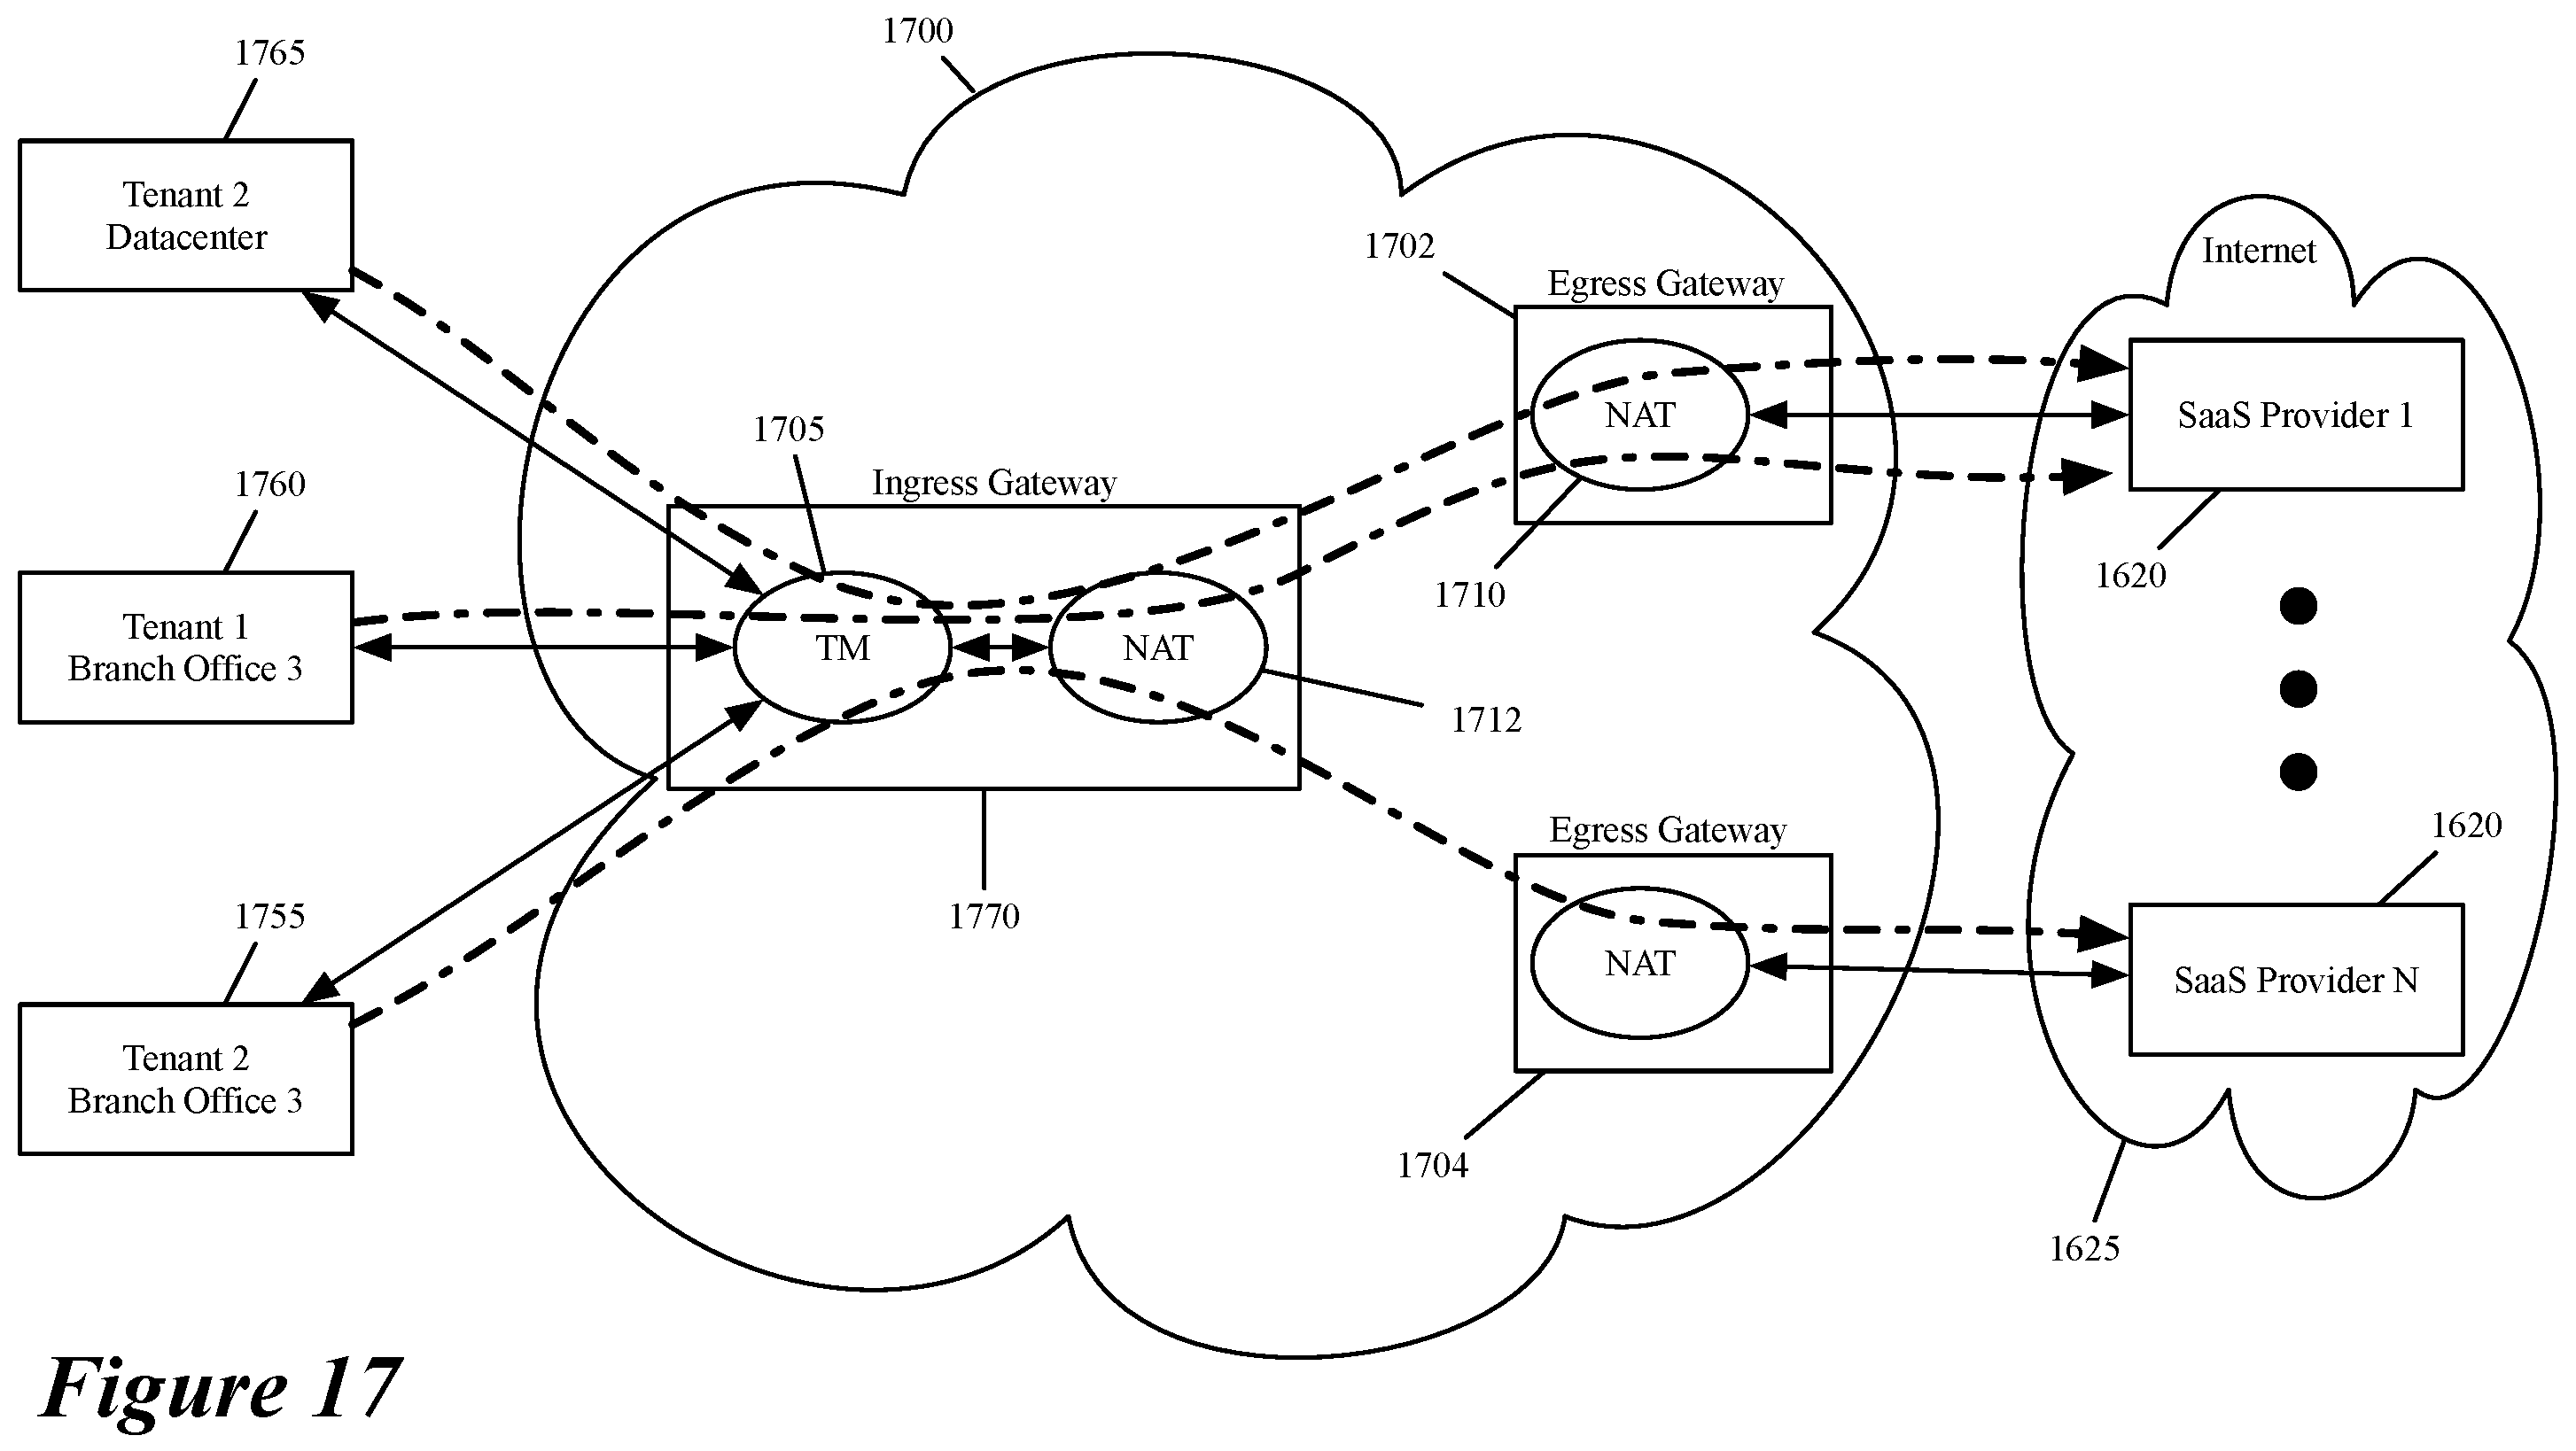 1700
1765
Tenant 2
Datacenter
1702
Internet
Egress Gateway
NAT
SaaS Provider 1
1705
1760
Ingress Gateway
1710
1620
Tenant 1
Branch Office 3
TM
NAT
1712
Egress Gateway
1620
1755
1770
NAT
SaaS Provider N
Tenant 2
Branch Office 3
1704
1625
Figure 17